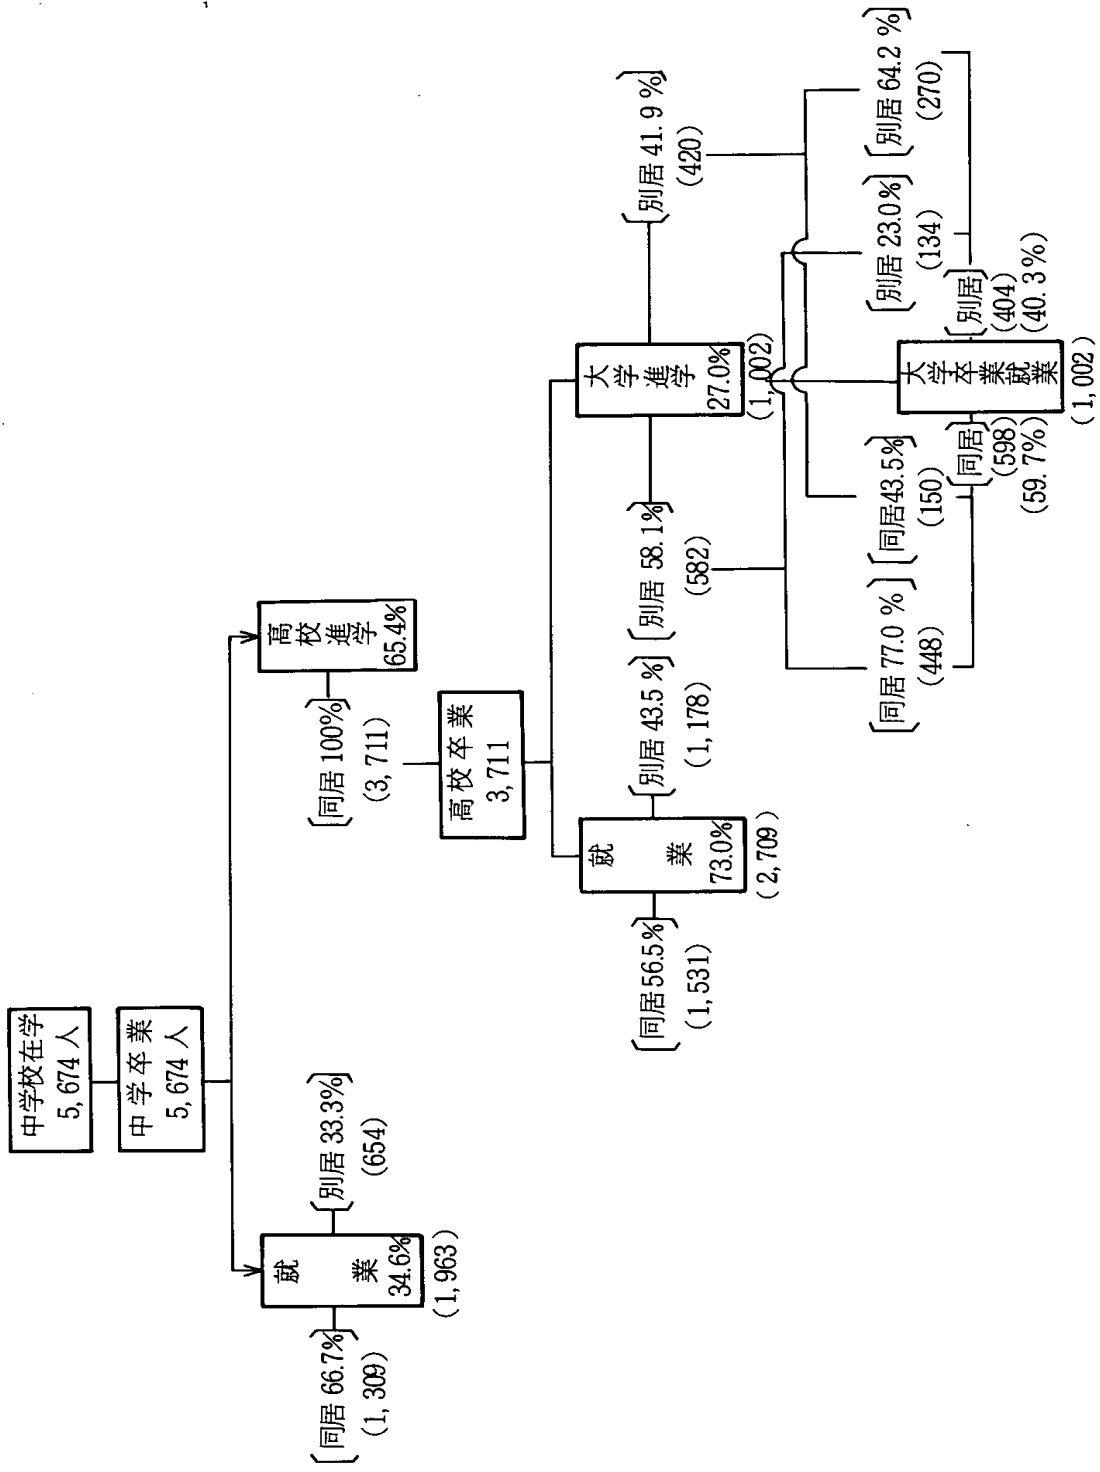 中学校在学
5,674 人
中学卒業
5,674 人
就業
34.6%
(1,963)
〔同居 66.7%〕
(1,309)
〔別居 33.3%〕
(654)
高校進学
65.4%
〔同居 100%〕
(3,711)
高校卒業
3,711
就業
73.0%
(2,709)
〔同居 56.5%〕
(1,531)
〔別居 43.5 %〕
(1,178)
大学進学
27.0%
(1,002)
〔別居 58.1%〕
(582)
〔別居 41.9 %〕
(420)
〔同居 77.0 %〕
(448)
〔同居43.5%〕
(150)
〔別居 23.0%〕
(134)
〔別居 64.2 %〕
(270)
〔同居〕
(598)
(59.7%)
大学卒業就業
(1,002)
〔別居〕
(404)
(40.3%)